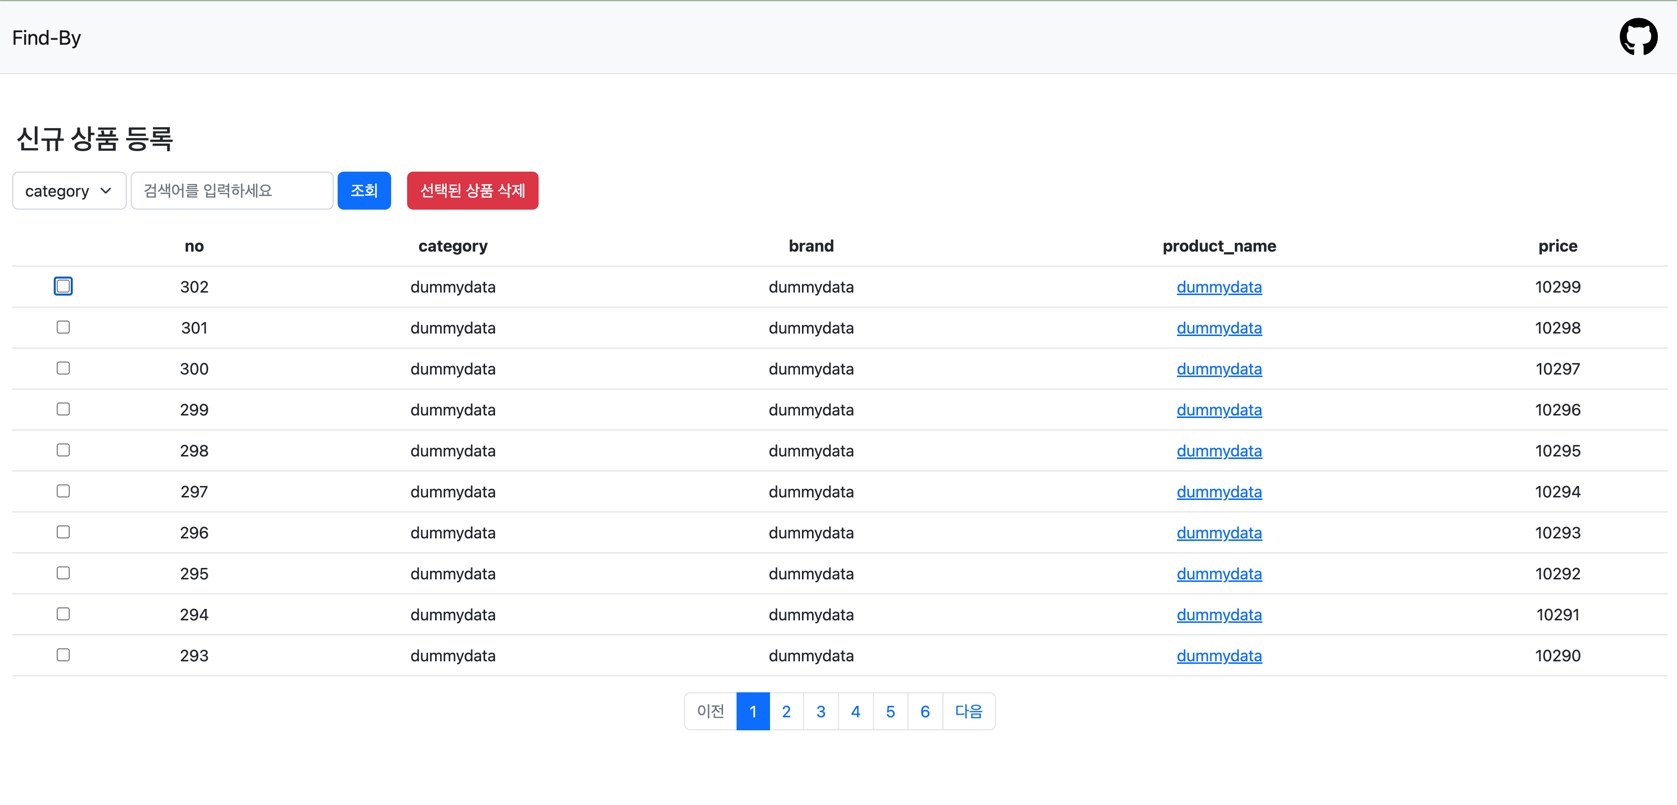 Find-By
신규 상품 등록
category 검색어를 입력하세요 조회 선택된 상품 삭제
no category brand product_name price
302 dummydata dummydata dummydata 10299
301 dummydata dummydata dummydata 10298
300 dummydata dummydata dummydata 10297
299 dummydata dummydata dummydata 10296
298 dummydata dummydata dummydata 10295
297 dummydata dummydata dummydata 10294
296 dummydata dummydata dummydata 10293
295 dummydata dummydata dummydata 10292
294 dummydata dummydata dummydata 10291
293 dummydata dummydata dummydata 10290
이전 1 2 3 4 5 6 다음